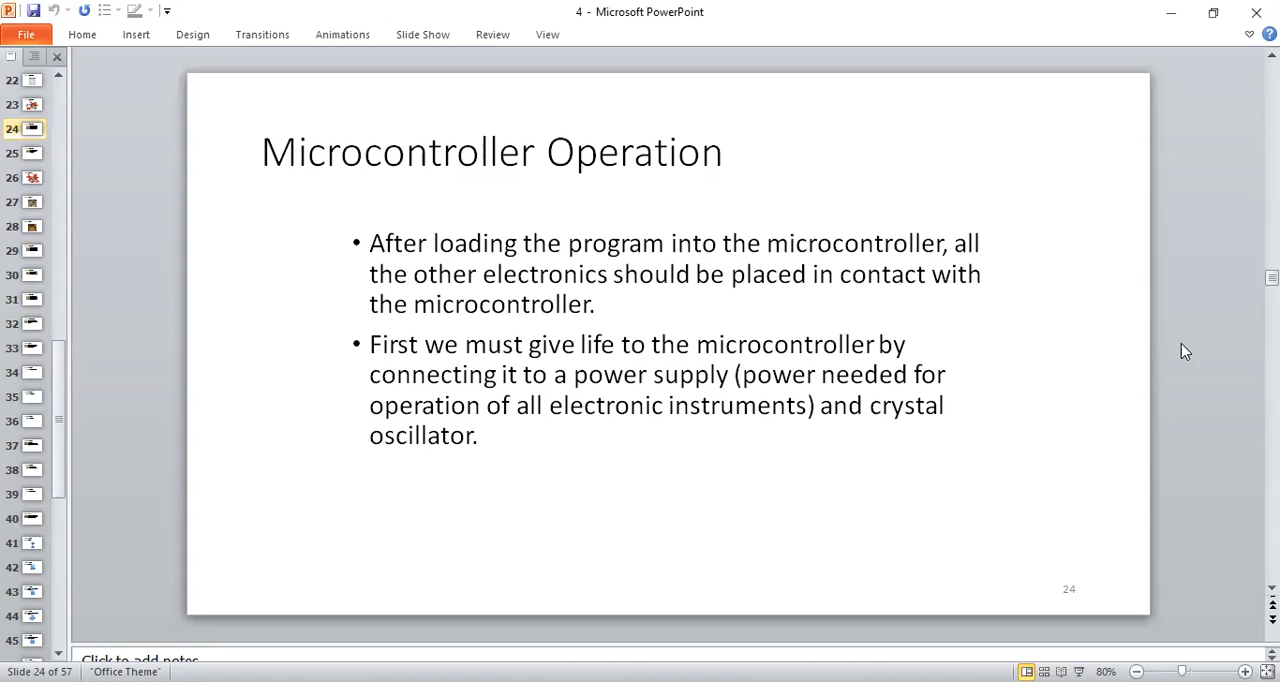 4 - Microsoft PowerPoint
File Home Insert Design Transitions Animations Slide Show Review View
22
23
24
25
26
27
28
29
30
31
32
33
34
35
36
37
38
39
40
41
42
43
44
45
Microcontroller Operation
• After loading the program into the microcontroller, all
the other electronics should be placed in contact with
the microcontroller.
• First we must give life to the microcontroller by
connecting it to a power supply (power needed for
operation of all electronic instruments) and crystal
oscillator.
24
Click to add notes
Slide 24 of 57 "Office Theme" 80%